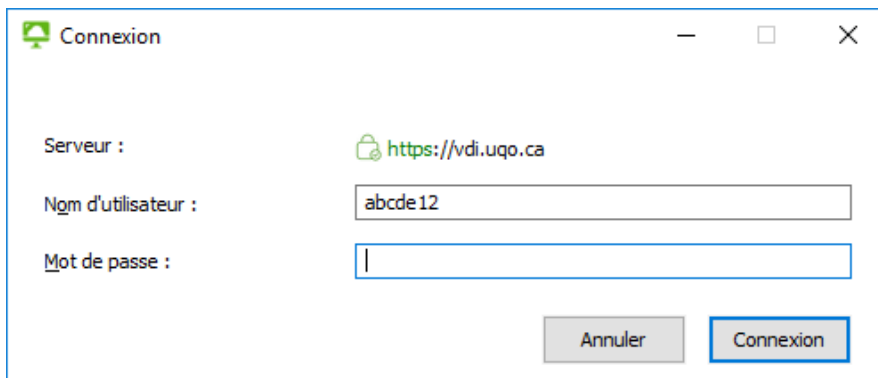 Connexion
Serveur : https://vdi.uqo.ca
Nom d'utilisateur : abcde12
Mot de passe :
Annuler Connexion